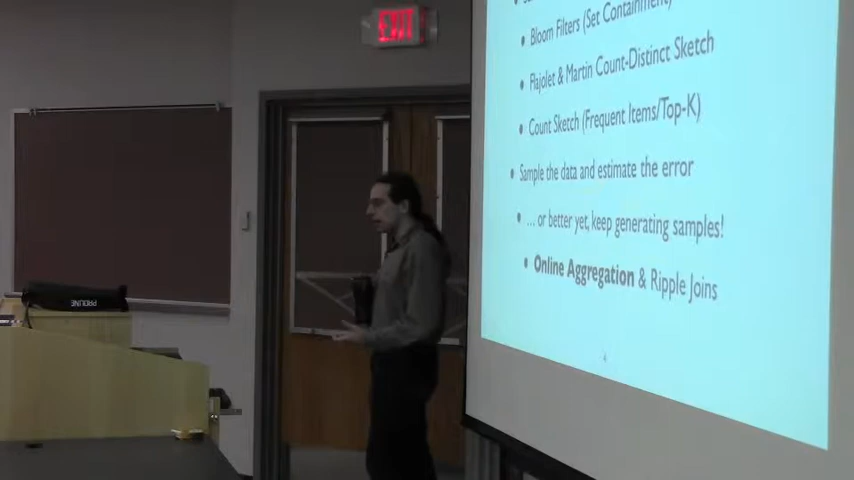 EXIT
• Bloom Filters (Set Containment)
• Flajolet & Martin Count-Distinct Sketch
• Count Sketch (Frequent Items/Top-K)
• Sample the data and estimate the error
• ... or better yet, keep generating samples!
• Online Aggregation & Ripple Joins
PROLINE